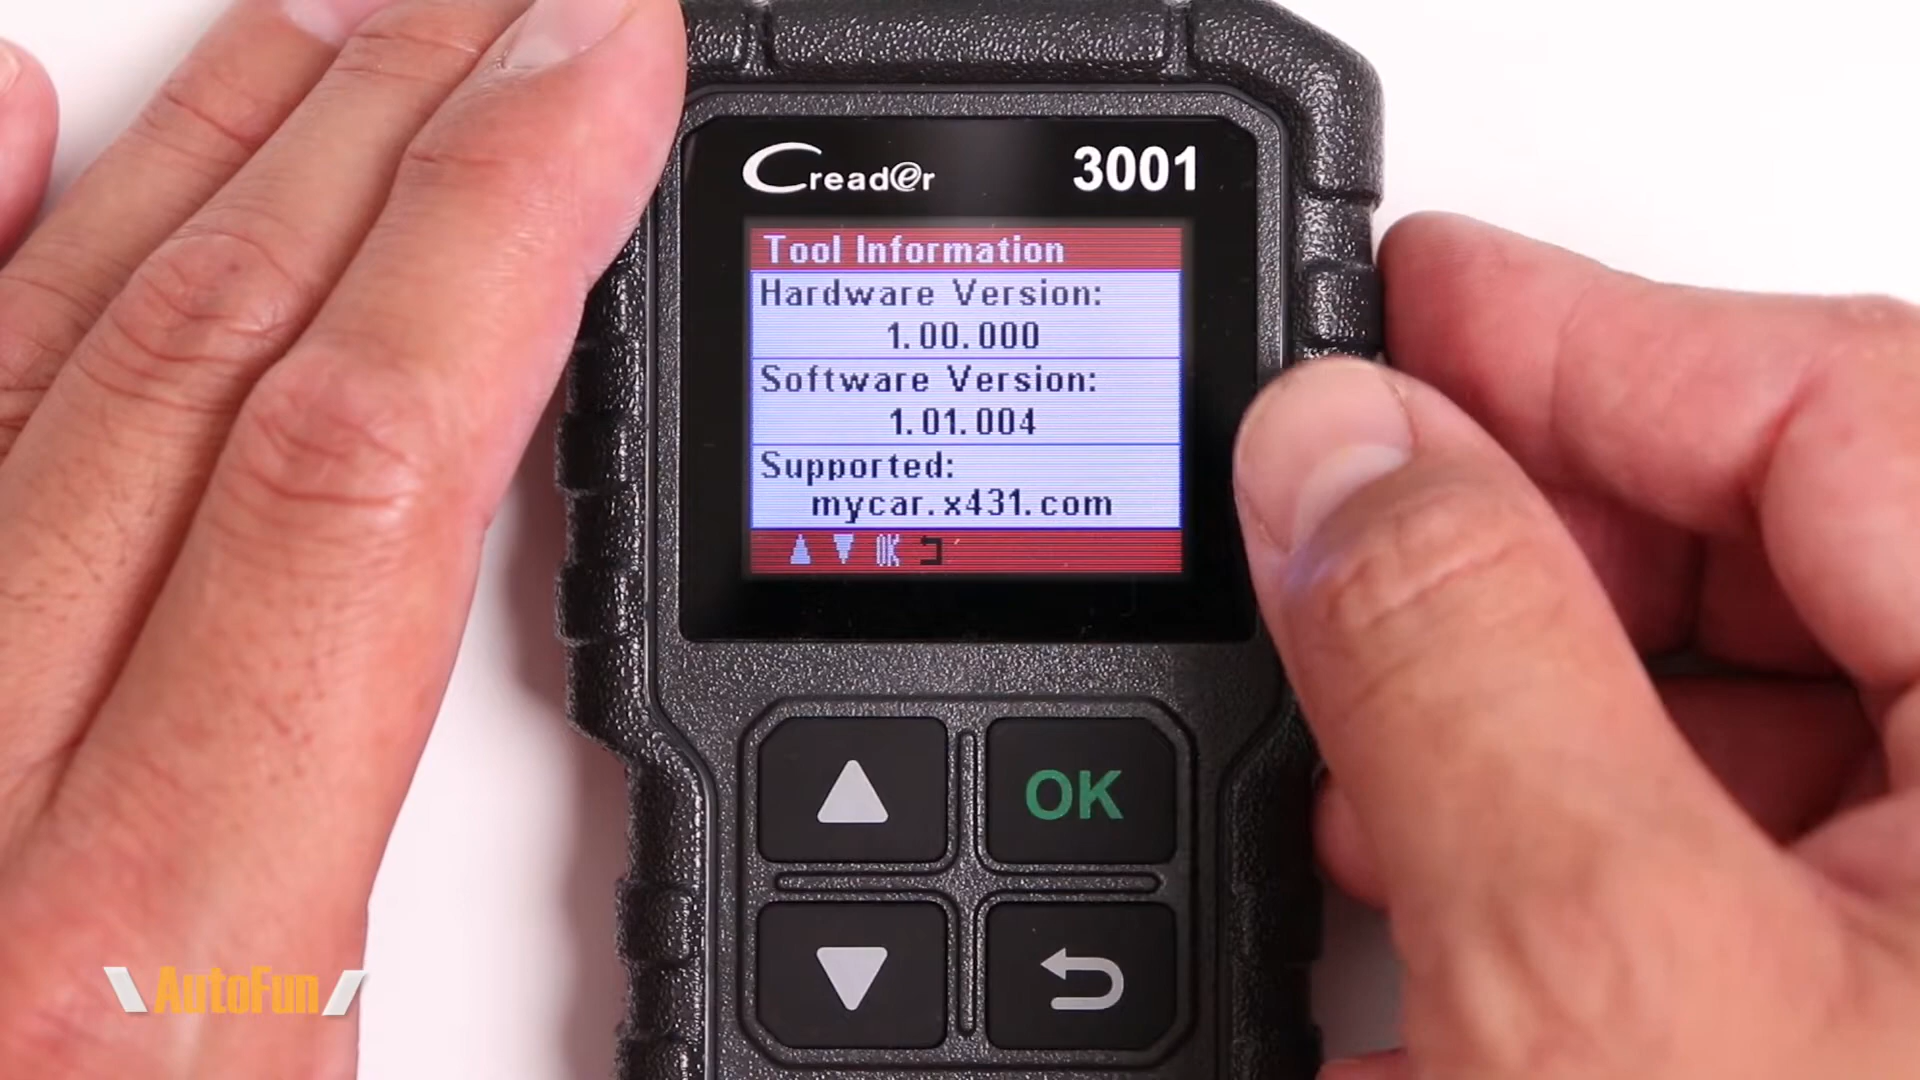 Creader 3001
Tool Information
Hardware Version:
1.00.000
Software Version:
1.01.004
Supported:
mycar.x431.com
OK
OK
AutoFun